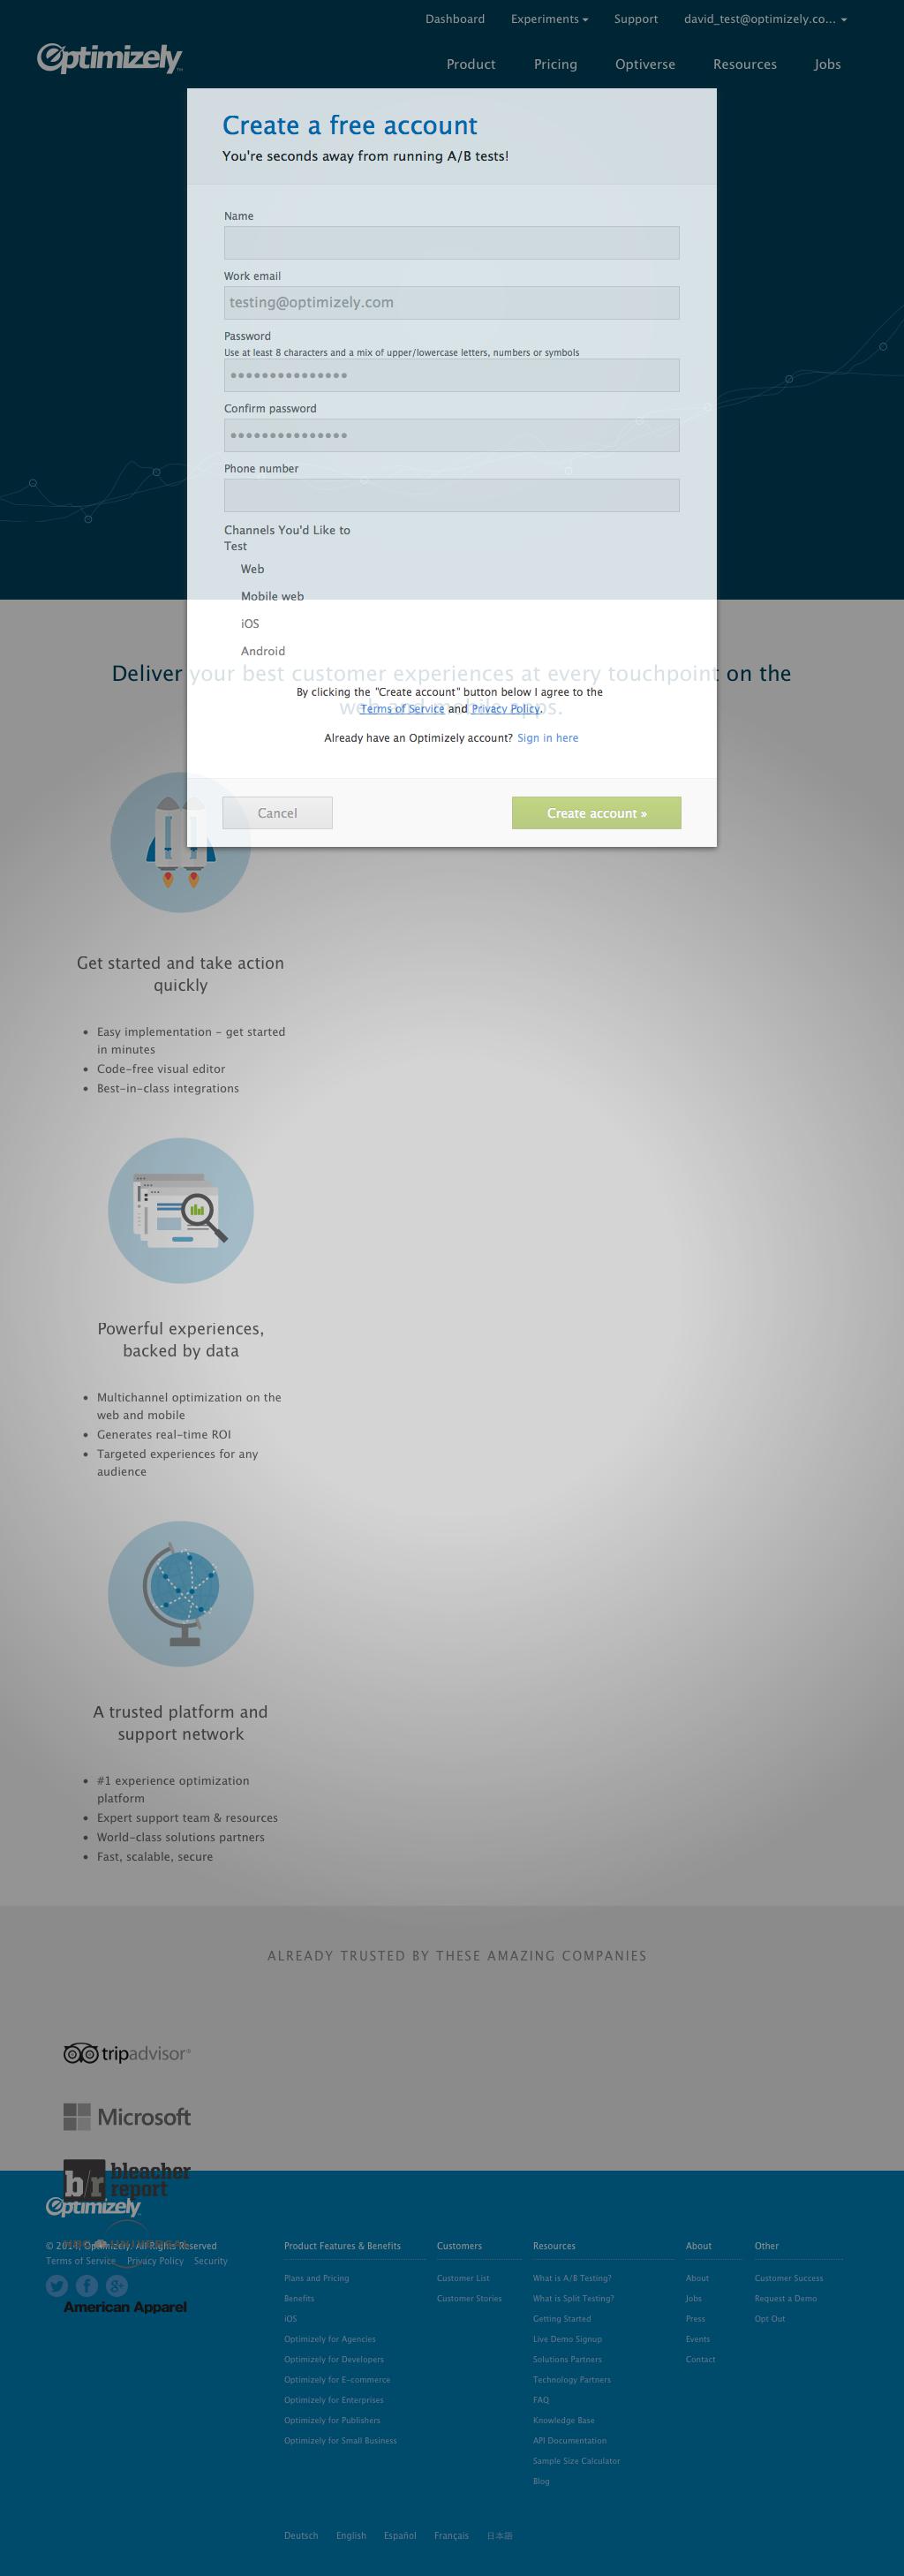 Dashboard Experiments Support david_test@optimizely.co...
Optimizely
Product Pricing Optiverse Resources Jobs
Create a free account
You're seconds away from running A/B tests!
Name
Work email
testing@optimizely.com
Password
Use at least 8 characters and a mix of upper/lowercase letters, numbers or symbols
Confirm password
Phone number
Channels You'd Like to
Test
Web
Mobile web
iOS
Android
Deliver your best customer experiences at every touchpoint on the
web and mobile apps.
By clicking the "Create account" button below I agree to the
Terms of Service and Privacy Policy.
Already have an Optimizely account? Sign in here
Cancel Create account »
Get started and take action
quickly
• Easy implementation - get started
in minutes
• Code-free visual editor
• Best-in-class integrations
Powerful experiences,
backed by data
• Multichannel optimization on the
web and mobile
• Generates real-time ROI
• Targeted experiences for any
audience
A trusted platform and
support network
• #1 experience optimization
platform
• Expert support team & resources
• World-class solutions partners
• Fast, scalable, secure
ALREADY TRUSTED BY THESE AMAZING COMPANIES
tripadvisor®
Microsoft
b/r bleacher
report
Optimizely
© 2014 Optimizely. All Rights Reserved
Terms of Service Privacy Policy Security
American Apparel
Product Features & Benefits
Plans and Pricing
Benefits
iOS
Optimizely for Agencies
Optimizely for Developers
Optimizely for E-commerce
Optimizely for Enterprises
Optimizely for Publishers
Optimizely for Small Business
Customers
Customer List
Customer Stories
Resources
What is A/B Testing?
What is Split Testing?
Getting Started
Live Demo Signup
Solutions Partners
Technology Partners
FAQ
Knowledge Base
API Documentation
Sample Size Calculator
Blog
About
About
Jobs
Press
Events
Contact
Other
Customer Success
Request a Demo
Opt Out
Deutsch English Español Français 日本語